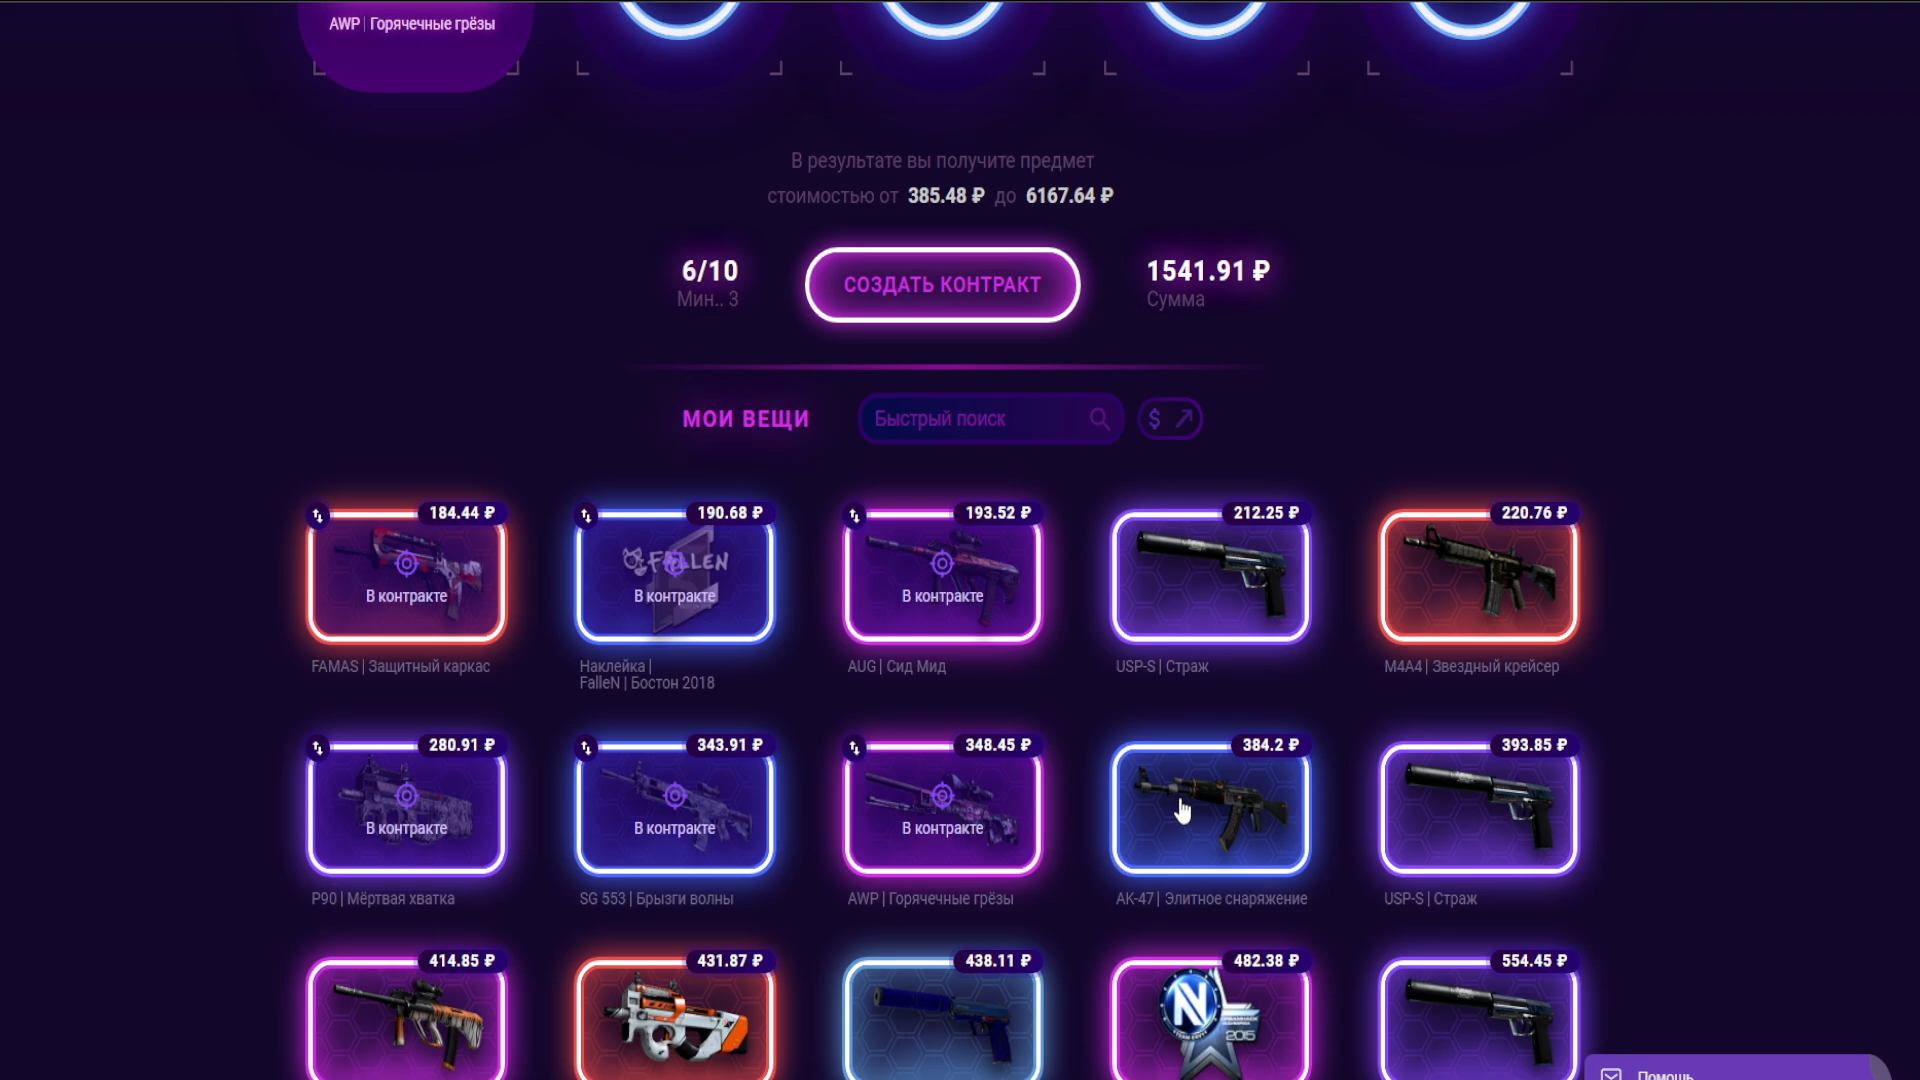 AWP | Горячечные грёзы
В результате вы получите предмет
стоимостью от 385.48 ₽ до 6167.64 ₽
6/10
Мин.. 3
СОЗДАТЬ КОНТРАКТ
1541.91 ₽
Сумма
МОИ ВЕЩИ
Быстрый поиск
$
184.44 ₽
В контракте
FAMAS | Защитный каркас
190.68 ₽
FALLEN
В контракте
Наклейка |
FalleN | Бостон 2018
193.52 ₽
В контракте
AUG | Сид Мид
212.25 ₽
USP-S | Страж
220.76 ₽
M4A4 | Звездный крейсер
280.91 ₽
В контракте
P90 | Мёртвая хватка
343.91 ₽
В контракте
SG 553 | Брызги волны
348.45 ₽
В контракте
AWP | Горячечные грёзы
384.2 ₽
AK-47 | Элитное снаряжение
393.85 ₽
USP-S | Страж
414.85 ₽
431.87 ₽
438.11 ₽
482.38 ₽
N
2015
554.45 ₽
Помощь